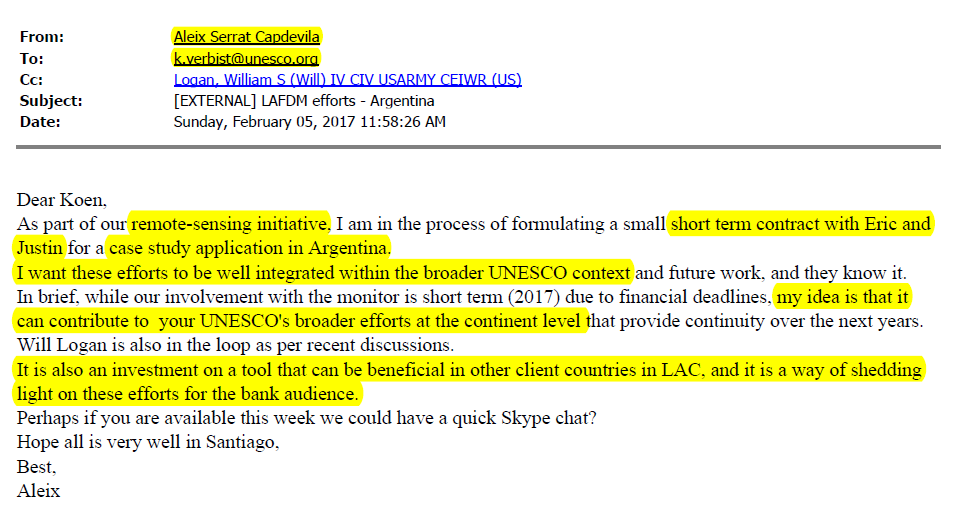 From: Aleix Serrat Capdevila
To: k.verbist@unesco.org
Cc: Logan, William S (Will) IV CIV USARMY CEIWR (US)
Subject: [EXTERNAL] LAFDM efforts - Argentina
Date: Sunday, February 05, 2017 11:58:26 AM
Dear Koen,
As part of our remote-sensing initiative, I am in the process of formulating a small short term contract with Eric and
Justin for a case study application in Argentina.
I want these efforts to be well integrated within the broader UNESCO context and future work, and they know it.
In brief, while our involvement with the monitor is short term (2017) due to financial deadlines, my idea is that it
can contribute to  your UNESCO's broader efforts at the continent level that provide continuity over the next years.
Will Logan is also in the loop as per recent discussions.
It is also an investment on a tool that can be beneficial in other client countries in LAC, and it is a way of shedding
light on these efforts for the bank audience.
Perhaps if you are available this week we could have a quick Skype chat?
Hope all is very well in Santiago,
Best,
Aleix